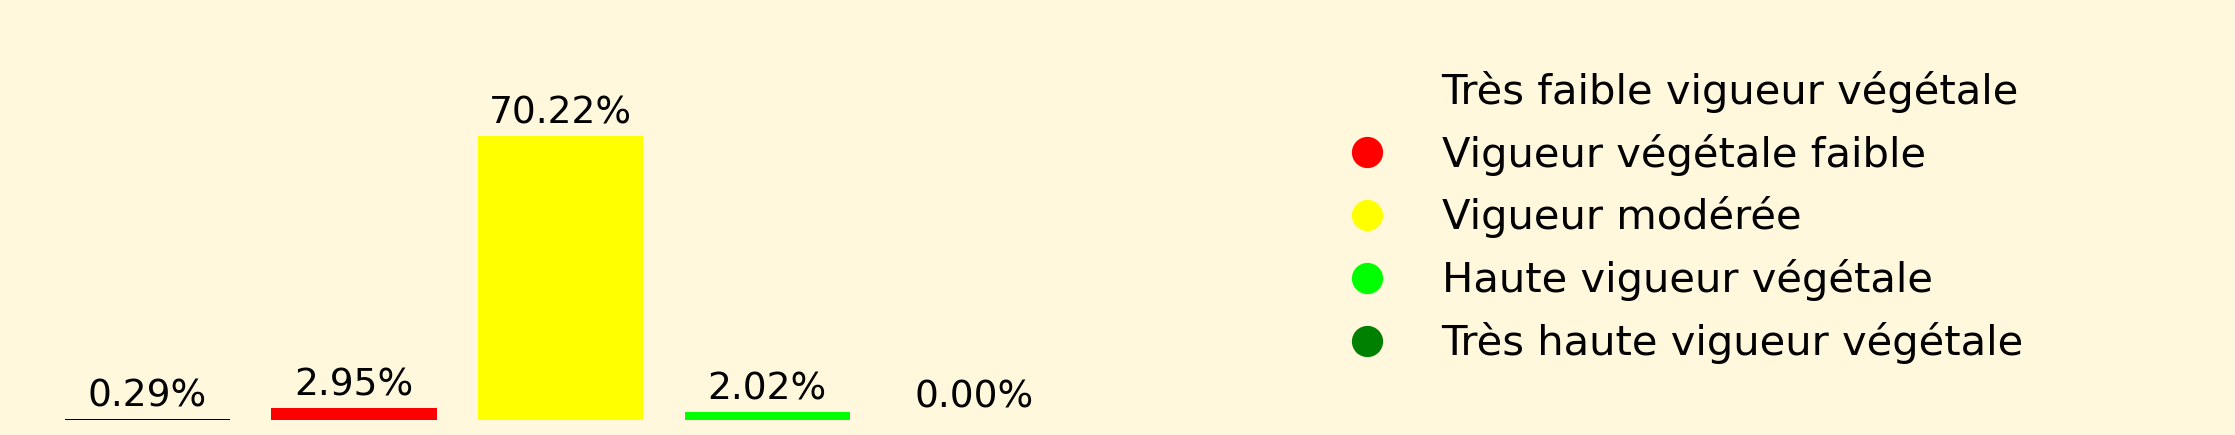 70.22%
0.29%
2.95%
2.02%
0.00%
Très faible vigueur végétale
Vigueur végétale faible
Vigueur modérée
Haute vigueur végétale
Très haute vigueur végétale